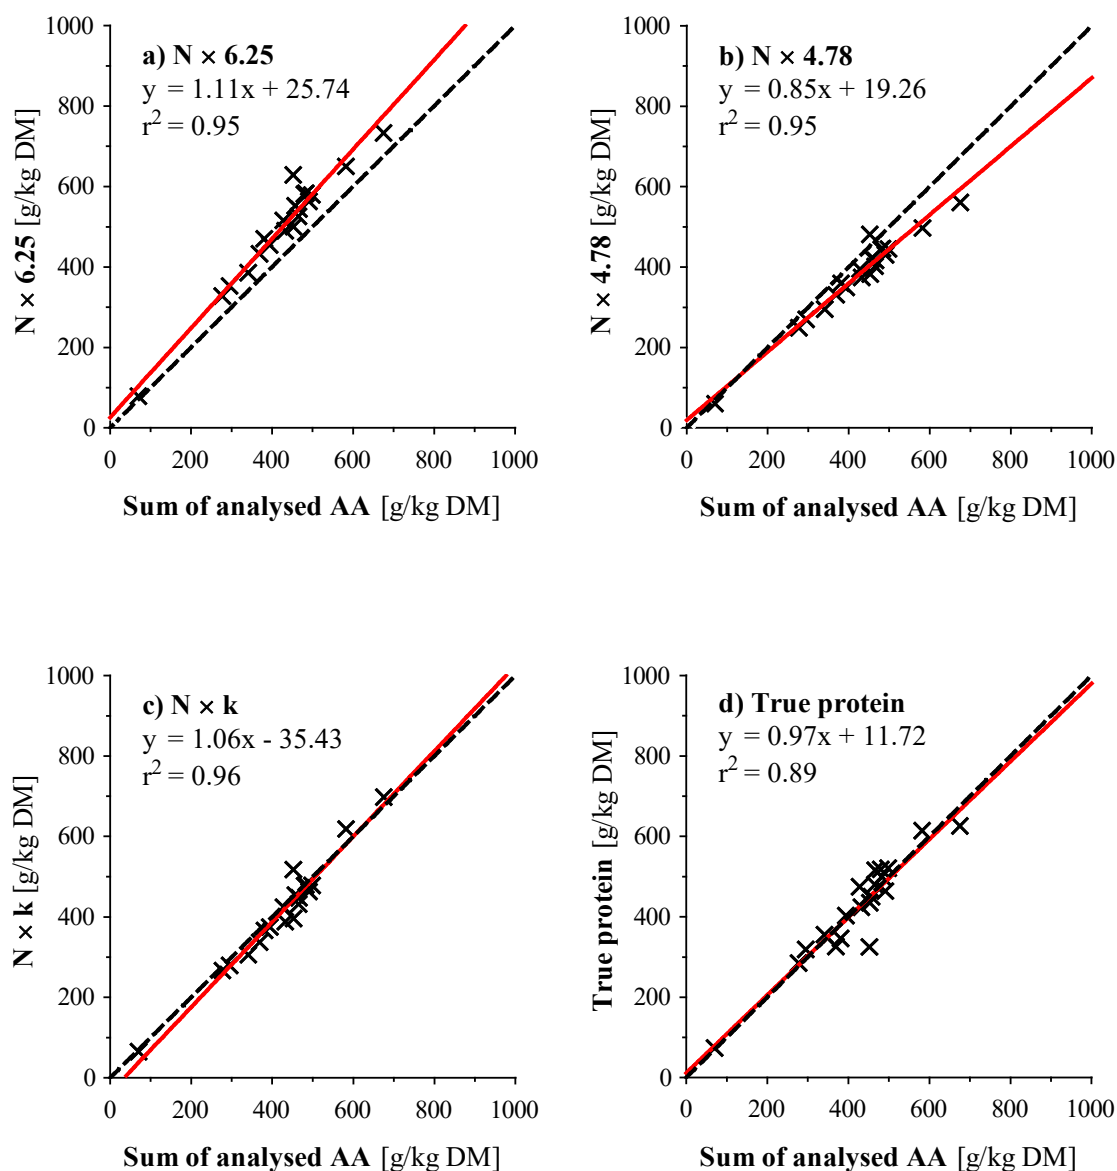 a) N × 6.25
y = 1.11x + 25.74
r² = 0.95
N × 6.25 [g/kg DM]
1000
800
600
400
200
0
0 200 400 600 800 1000
Sum of analysed AA [g/kg DM]
b) N × 4.78
y = 0.85x + 19.26
r² = 0.95
N × 4.78 [g/kg DM]
1000
800
600
400
200
0
0 200 400 600 800 1000
Sum of analysed AA [g/kg DM]
c) N × k
y = 1.06x - 35.43
r² = 0.96
N × k [g/kg DM]
1000
800
600
400
200
0
0 200 400 600 800 1000
Sum of analysed AA [g/kg DM]
d) True protein
y = 0.97x + 11.72
r² = 0.89
True protein [g/kg DM]
1000
800
600
400
200
0
0 200 400 600 800 1000
Sum of analysed AA [g/kg DM]